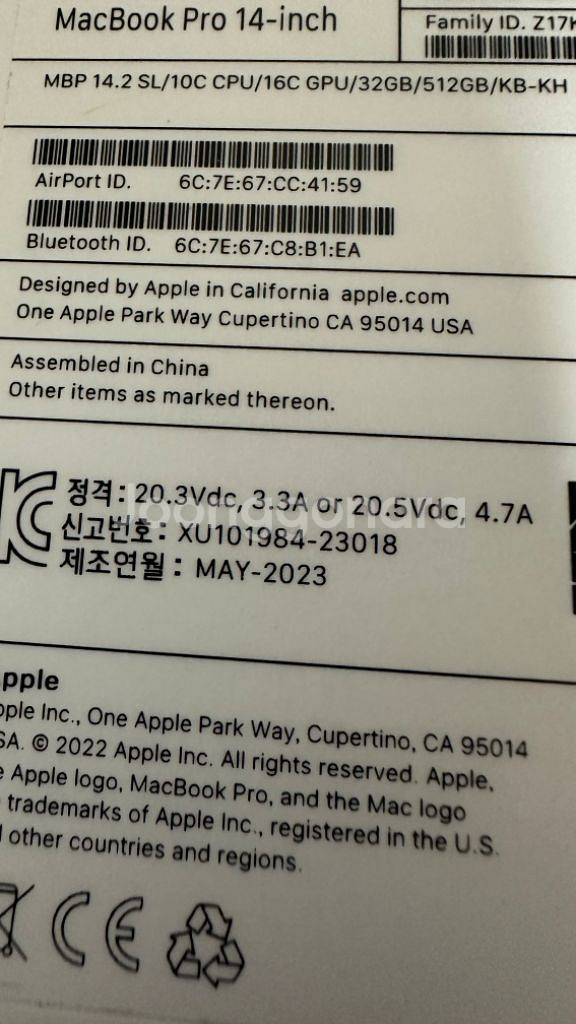 MacBook Pro 14-inch
Family ID. Z17K
MBP 14.2 SL/10C CPU/16C GPU/32GB/512GB/KB-KH
AirPort ID. 6C:7E:67:CC:41:59
Bluetooth ID. 6C:7E:67:C8:B1:EA
Designed by Apple in California apple.com
One Apple Park Way Cupertino CA 95014 USA
Assembled in China
Other items as marked thereon.
정격: 20.3Vdc, 3.3A or 20.5Vdc, 4.7A
신고번호: XU101984-23018
제조연월: MAY-2023
pple
pple Inc., One Apple Park Way, Cupertino, CA 95014
SA. © 2022 Apple Inc. All rights reserved. Apple,
e Apple logo, MacBook Pro, and the Mac logo
trademarks of Apple Inc., registered in the U.S.
d other countries and regions.
CE